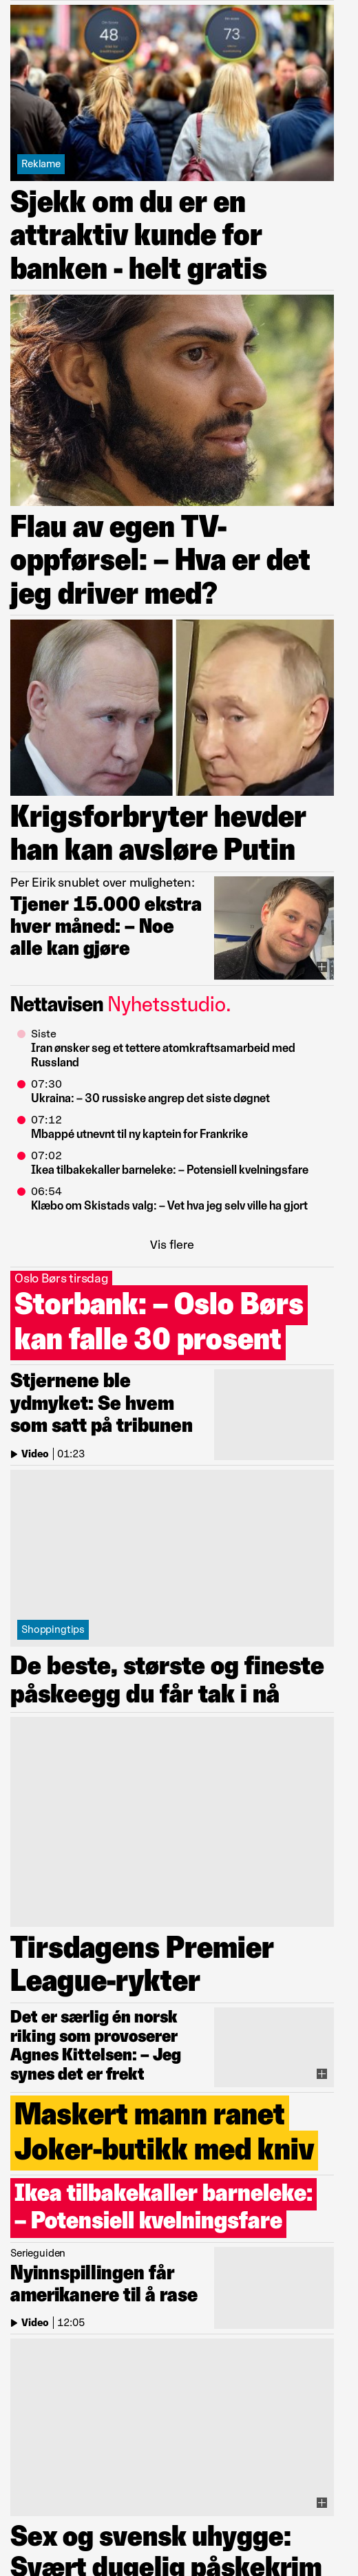 48
73
Reklame
Sjekk om du er en
attraktiv kunde for
banken - helt gratis
Flau av egen TV-
oppførsel: – Hva er det
jeg driver med?
Krigsforbryter hevder
han kan avsløre Putin
Per Eirik snublet over muligheten:
Tjener 15.000 ekstra
hver måned: – Noe
alle kan gjøre
Nettavisen Nyhetsstudio.
Siste
Iran ønsker seg et tettere atomkraftsamarbeid med
Russland
07:30
Ukraina: – 30 russiske angrep det siste døgnet
07:12
Mbappé utnevnt til ny kaptein for Frankrike
07:02
Ikea tilbakekaller barneleke: – Potensiell kvelningsfare
06:54
Klæbo om Skistads valg: – Vet hva jeg selv ville ha gjort
Vis flere
Oslo Børs tirsdag
Storbank: – Oslo Børs
kan falle 30 prosent
Stjernene ble
ydmyket: Se hvem
som satt på tribunen
Video | 01:23
Shoppingtips
De beste, største og fineste
påskeegg du får tak i nå
Tirsdagens Premier
League-rykter
Det er særlig én norsk
riking som provoserer
Agnes Kittelsen: – Jeg
synes det er frekt
Maskert mann ranet
Joker-butikk med kniv
Ikea tilbakekaller barneleke:
– Potensiell kvelningsfare
Serieguiden
Nyinnspillingen får
amerikanere til å rase
Video | 12:05
Sex og svensk uhygge:
Svært dugelig påskekrim